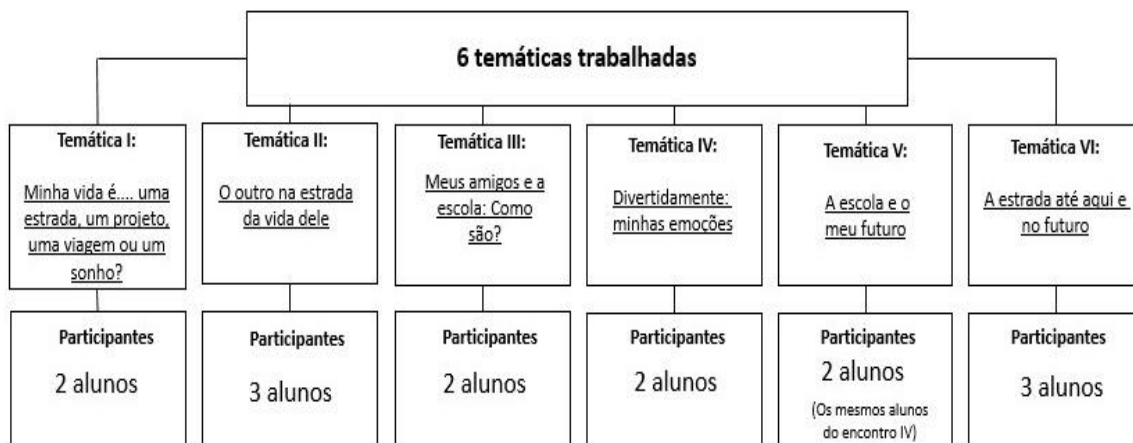 6 temáticas trabalhadas
Temática I:
Minha vida é.... uma
estrada, um projeto,
uma viagem ou um
sonho?
Temática II:
O outro na estrada
da vida dele
Temática III:
Meus amigos e a
escola: Como
são?
Temática IV:
Divertidamente:
minhas emoções
Temática V:
A escola e o
meu futuro
Temática VI:
A estrada até aqui e
no futuro
Participantes
2 alunos
Participantes
3 alunos
Participantes
2 alunos
Participantes
2 alunos
Participantes
2 alunos
(Os mesmos alunos
do encontro IV)
Participantes
3 alunos